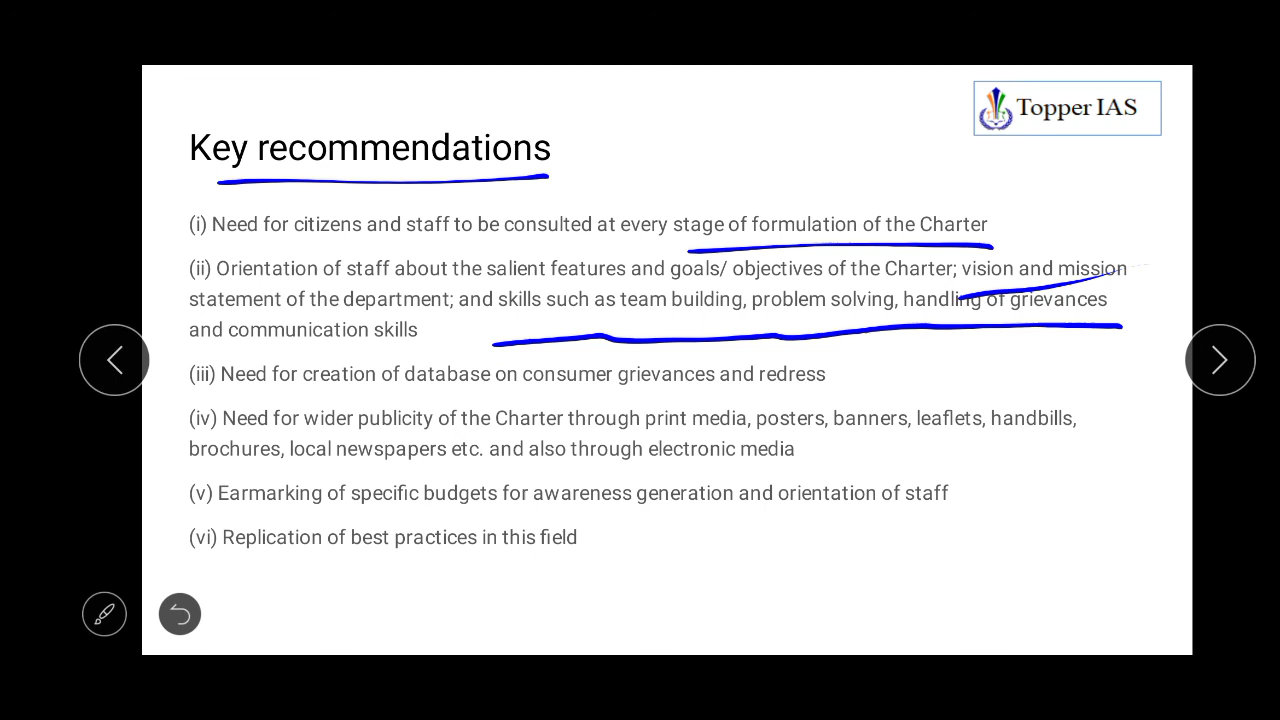 Topper IAS
Key recommendations
(i) Need for citizens and staff to be consulted at every stage of formulation of the Charter
(ii) Orientation of staff about the salient features and goals/ objectives of the Charter; vision and mission
statement of the department; and skills such as team building, problem solving, handling of grievances
and communication skills
(iii) Need for creation of database on consumer grievances and redress
(iv) Need for wider publicity of the Charter through print media, posters, banners, leaflets, handbills,
brochures, local newspapers etc. and also through electronic media
(v) Earmarking of specific budgets for awareness generation and orientation of staff
(vi) Replication of best practices in this field